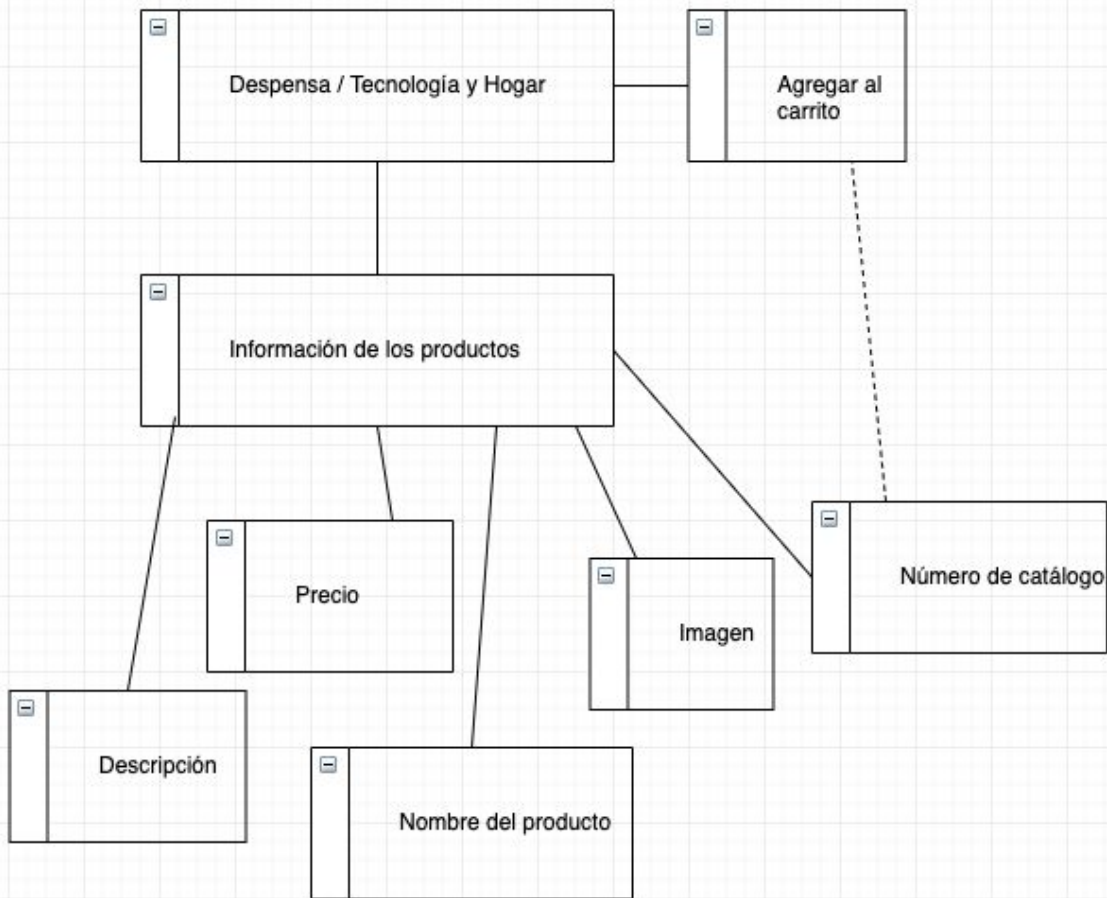 Despensa / Tecnología y Hogar
Agregar al
carrito
Información de los productos
Número de catálogo
Precio
Imagen
Descripción
Nombre del producto